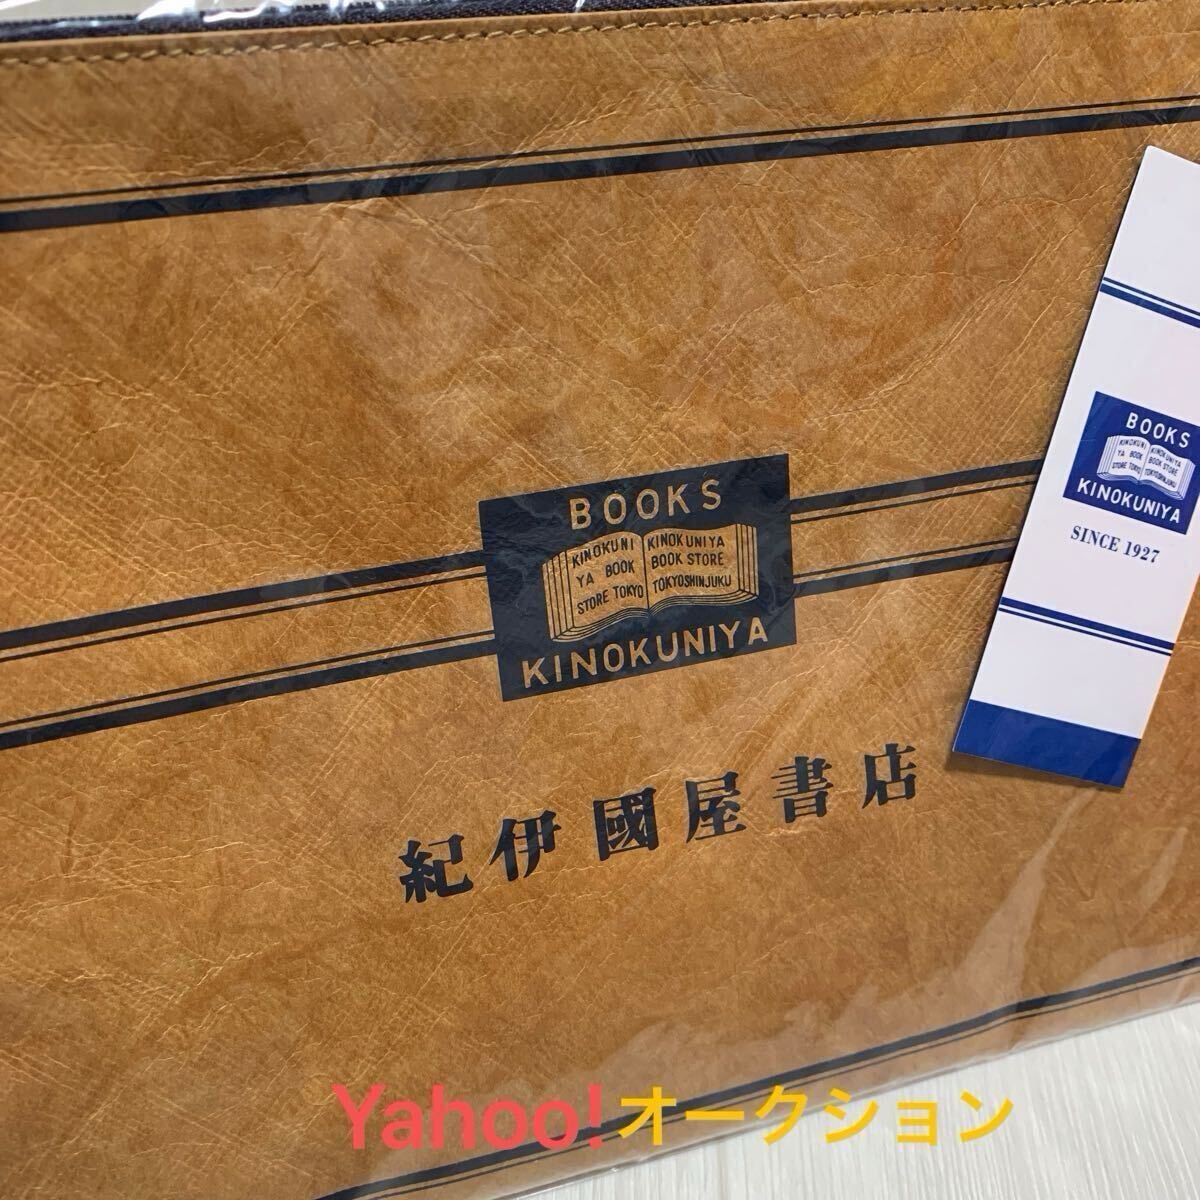 BOOKS
KINOKUNI
YA BOOK
STORE TOKYO
KINOKUNIYA
BOOK STORE
TOKYOSHINJUKU
KINOKUNIYA
紀伊國屋書店
BOOKS
KINOKUNI
YA BOOK
STORE TOKYO
KINOKUNIYA
BOOK STORE
TOKYOSHINJUKU
KINOKUNIYA
SINCE 1927
Yahoo!オークション